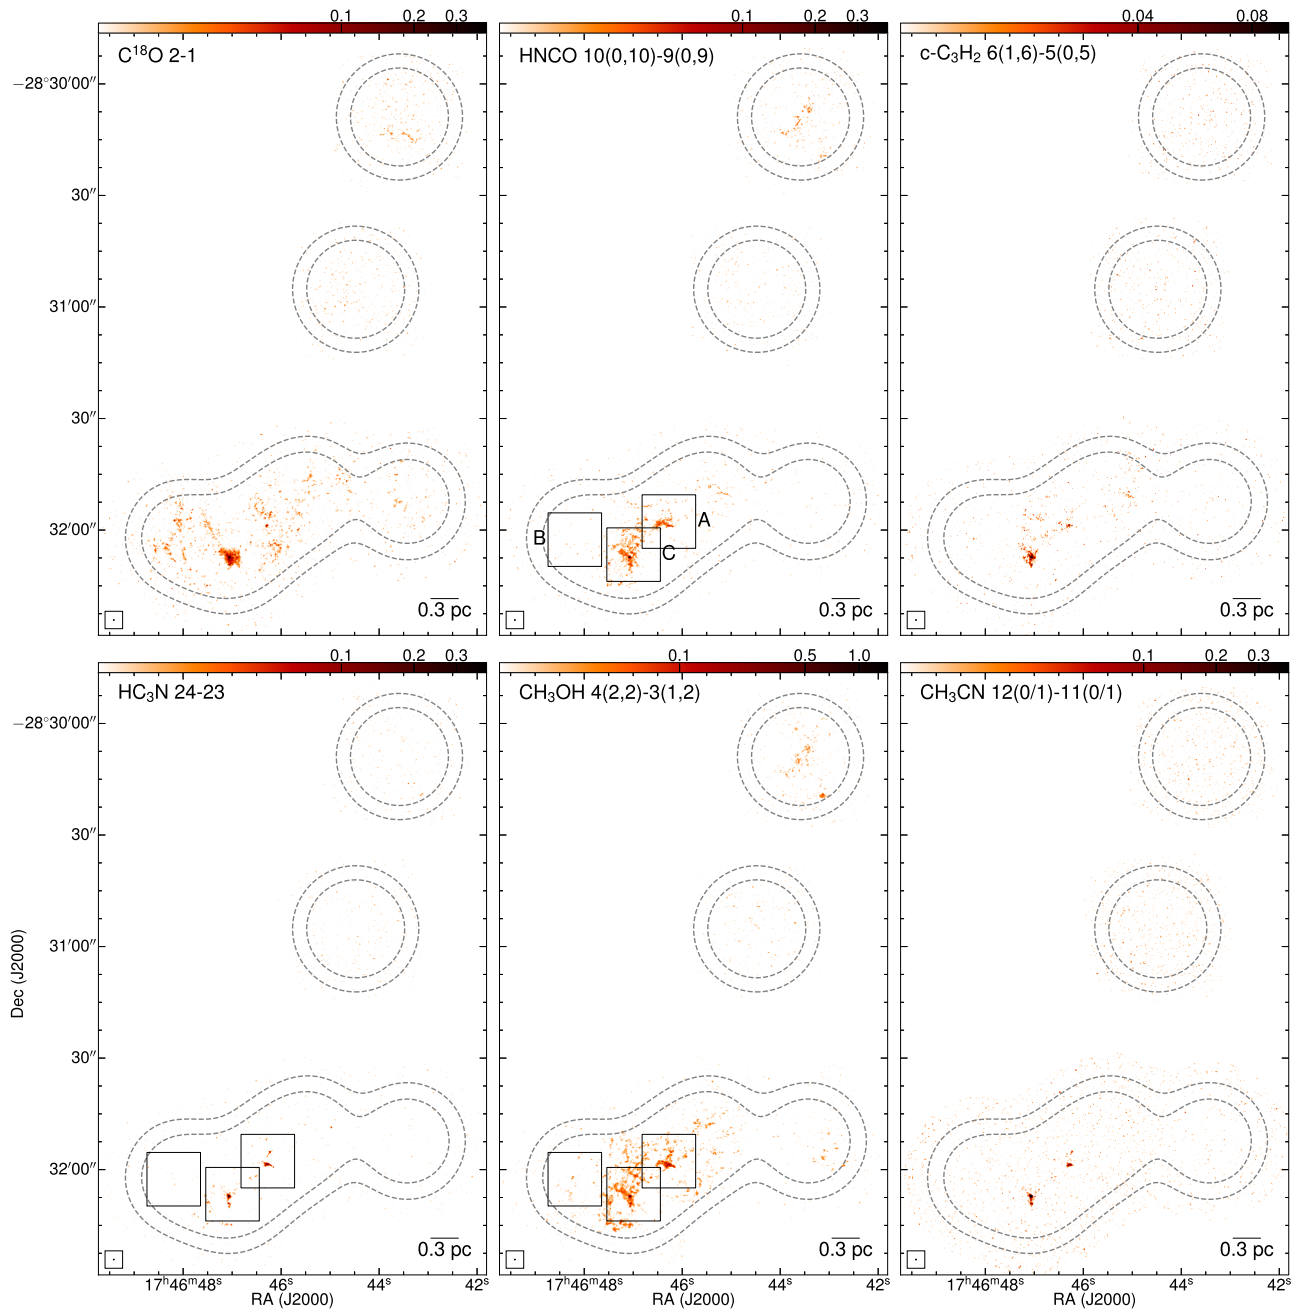 0.1 0.2 0.3
C¹⁸O 2-1
−28°30′00″
30″
31′00″
30″
32′00″
0.3 pc
0.1 0.2 0.3
HNCO 10(0,10)-9(0,9)
A
B
C
0.3 pc
0.04 0.08
c-C₃H₂ 6(1,6)-5(0,5)
0.3 pc
0.1 0.2 0.3
HC₃N 24-23
−28°30′00″
30″
31′00″
30″
32′00″
Dec (J2000)
0.3 pc
17ʰ46ᵐ48ˢ 46ˢ 44ˢ 42ˢ
RA (J2000)
0.1 0.5 1.0
CH₃OH 4(2,2)-3(1,2)
0.3 pc
17ʰ46ᵐ48ˢ 46ˢ 44ˢ 42ˢ
RA (J2000)
0.1 0.2 0.3
CH₃CN 12(0/1)-11(0/1)
0.3 pc
17ʰ46ᵐ48ˢ 46ˢ 44ˢ 42ˢ
RA (J2000)